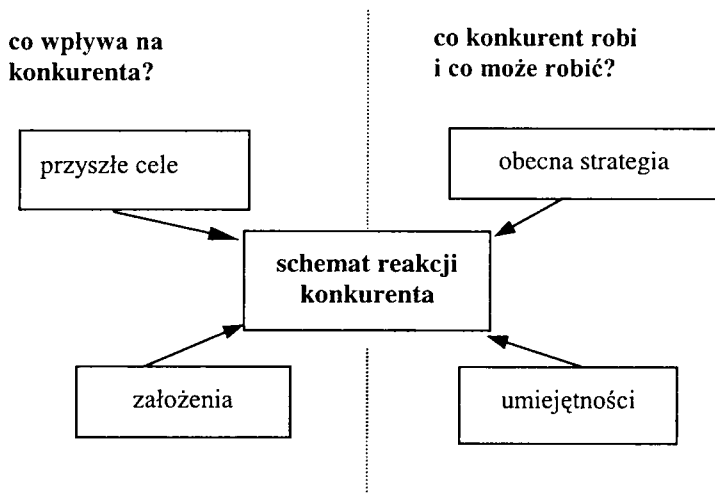 co wpływa na
konkurenta?
co konkurent robi
i co może robić?
przyszłe cele
obecna strategia
schemat reakcji
konkurenta
założenia
umiejętności